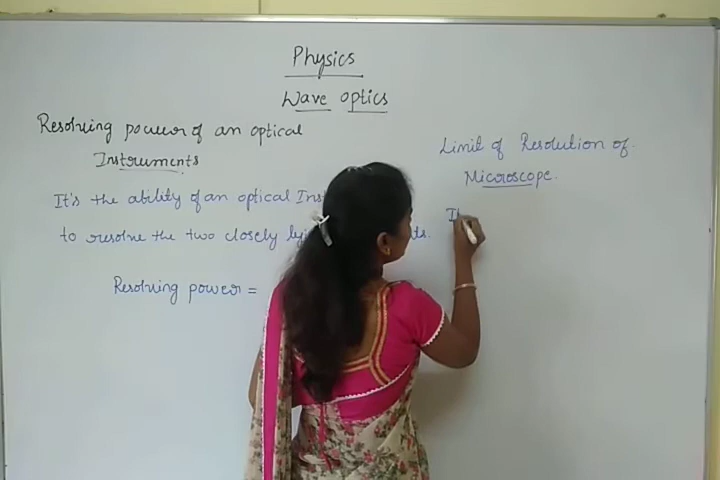 Physics
Wave optics
Resolving power of an optical
Instruments
It's the ability of an optical
to resolve the two closely
Resolving power =
Limit of Resolution of
Microscope.
It